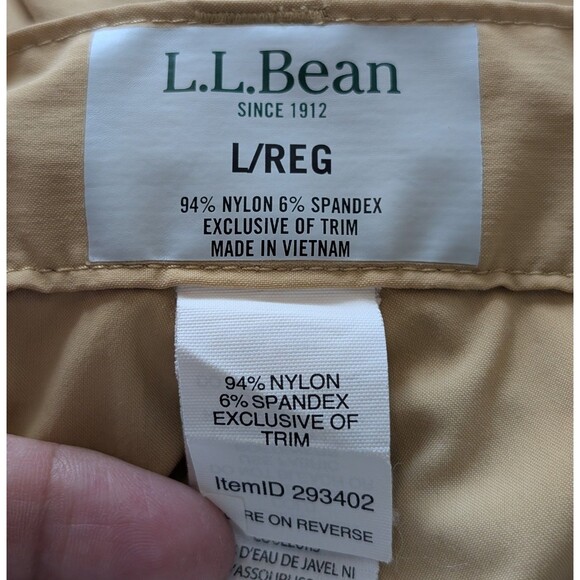 L.L.Bean
SINCE 1912
L/REG
94% NYLON 6% SPANDEX
EXCLUSIVE OF TRIM
MADE IN VIETNAM
94% NYLON
6% SPANDEX
EXCLUSIVE OF
TRIM
ItemID 293402
RE ON REVERSE
COULEURS
D'EAU DE JAVEL NI